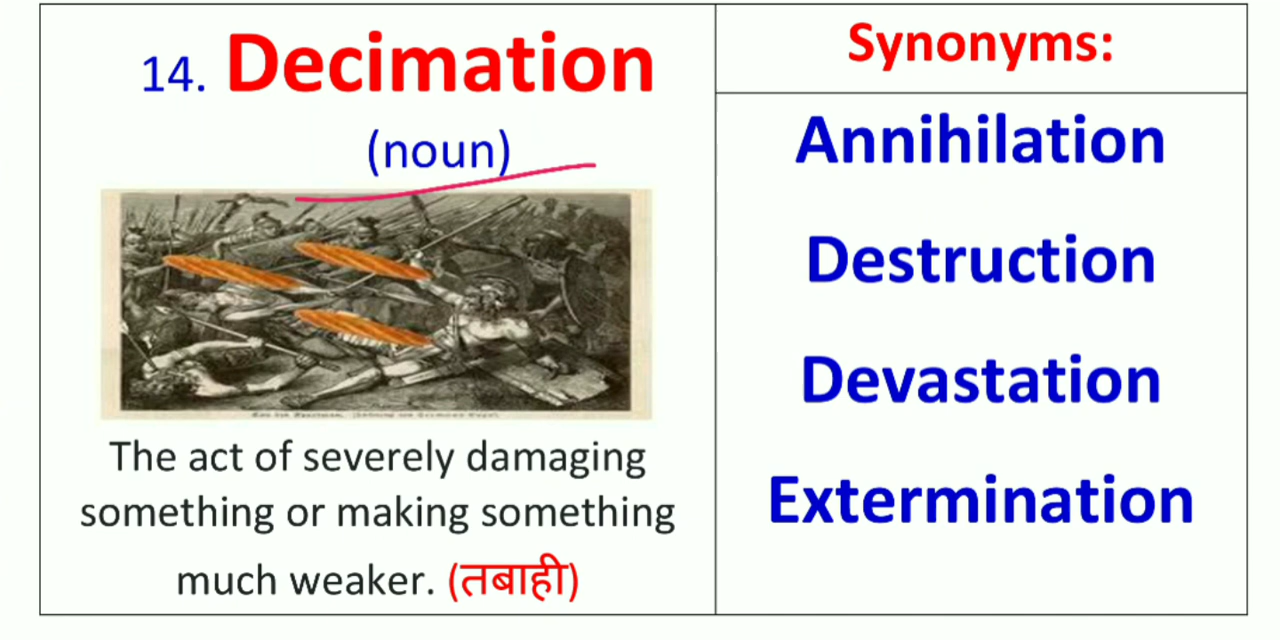 14. Decimation
(noun)
The act of severely damaging
something or making something
much weaker. (तबाही)
Synonyms:
Annihilation
Destruction
Devastation
Extermination